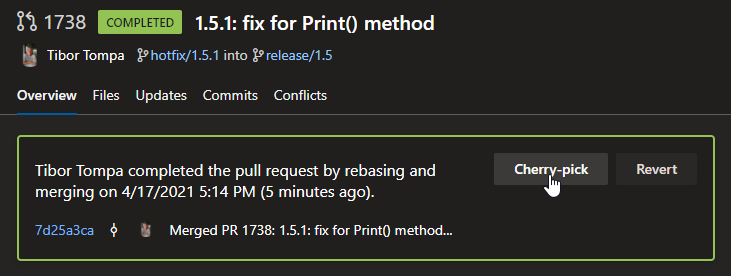 1738 COMPLETED 1.5.1: fix for Print() method
Tibor Tompa hotfix/1.5.1 into release/1.5
Overview Files Updates Commits Conflicts
Tibor Tompa completed the pull request by rebasing and
merging on 4/17/2021 5:14 PM (5 minutes ago).
Cherry-pick Revert
7d25a3ca Merged PR 1738: 1.5.1: fix for Print() method...